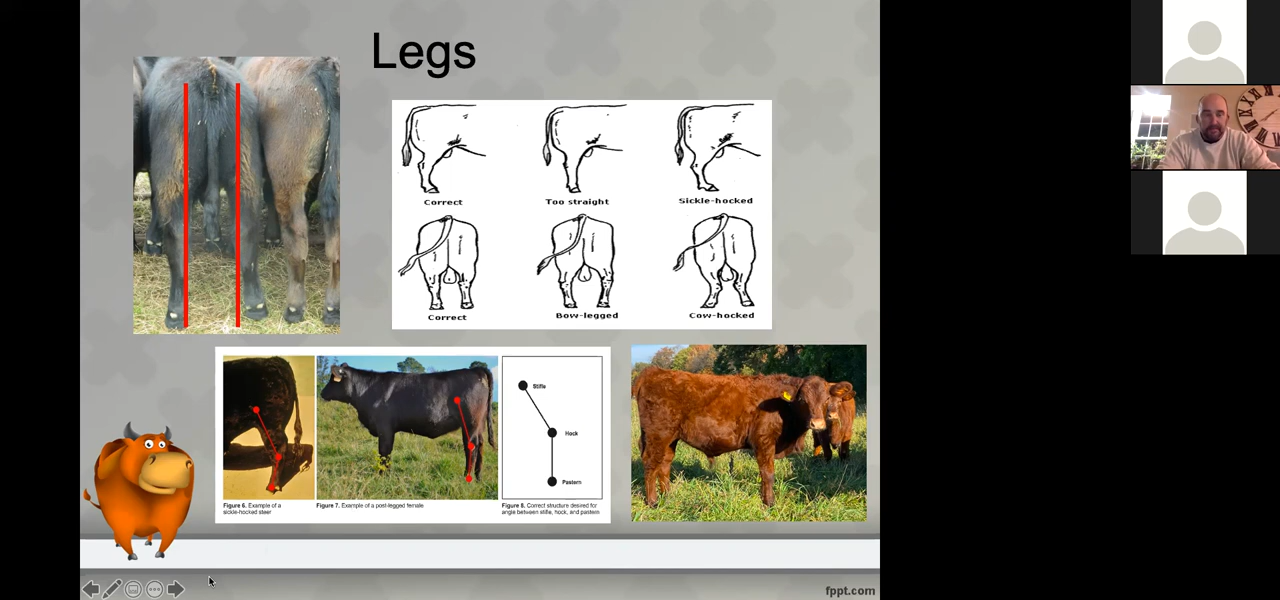 Legs
Correct
Too straight
Sickle-hocked
Correct
Bow-legged
Cow-hocked
Stifle
Hock
Pastern
Figure 6. Example of a
sickle-hocked steer
Figure 7. Example of a post-legged female
Figure 8. Correct structure desired for
angle between stifle, hock, and pastern
fppt.com